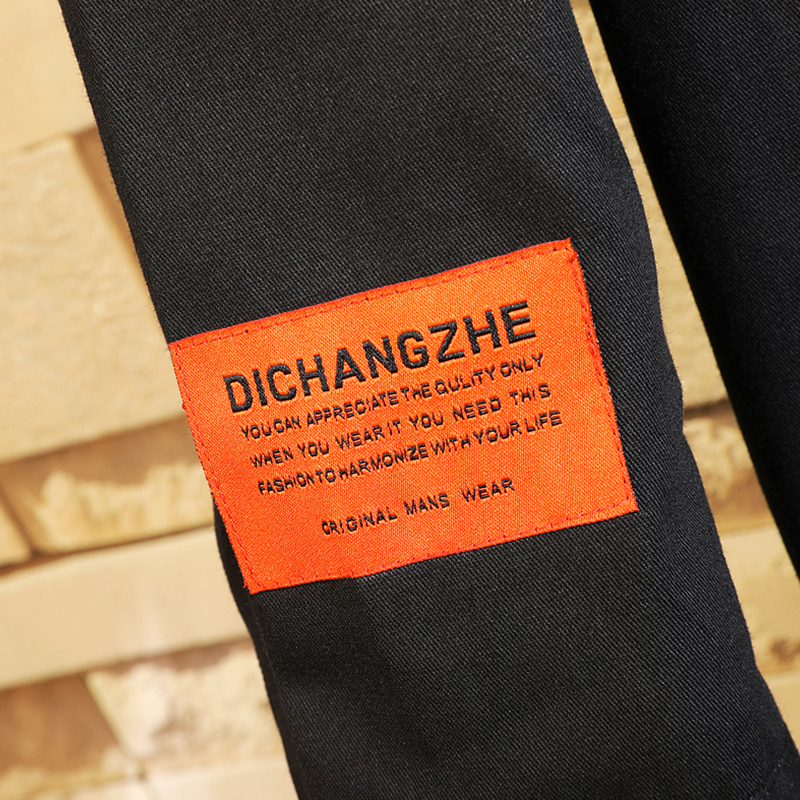 DICHANGZHE
YOU CAN APPRECIATE THE QULITY ONLY
WHEN YOU WEAR IT YOU NEED THIS
FASHION TO HARMONIZE WITH YOUR LIFE
ORIGINAL MANS WEAR